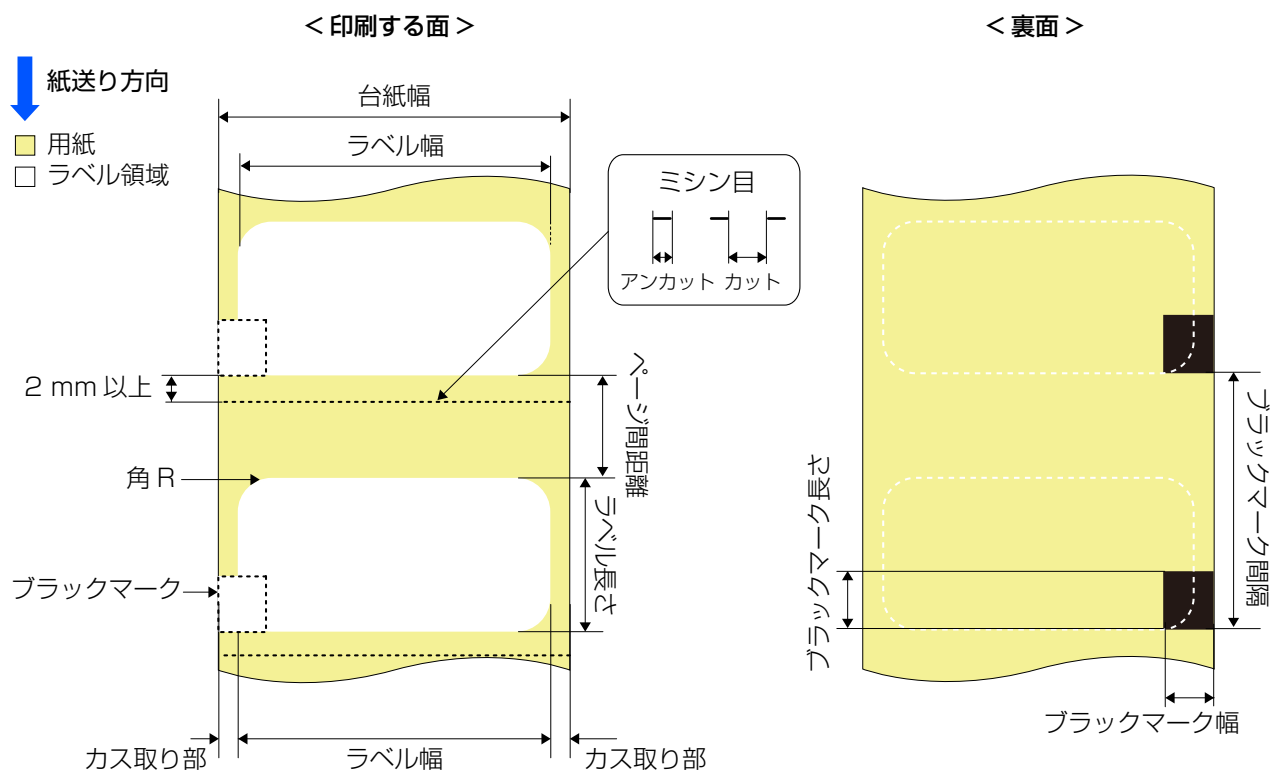 <印刷する面>
<裏面>
紙送り方向
用紙
ラベル領域
台紙幅
ラベル幅
ミシン目
アンカット
カット
2 mm 以上
ページ間距離
角 R
ラベル長さ
ブラックマーク
カス取り部
ラベル幅
カス取り部
ブラックマーク長さ
ブラックマーク間隔
ブラックマーク幅